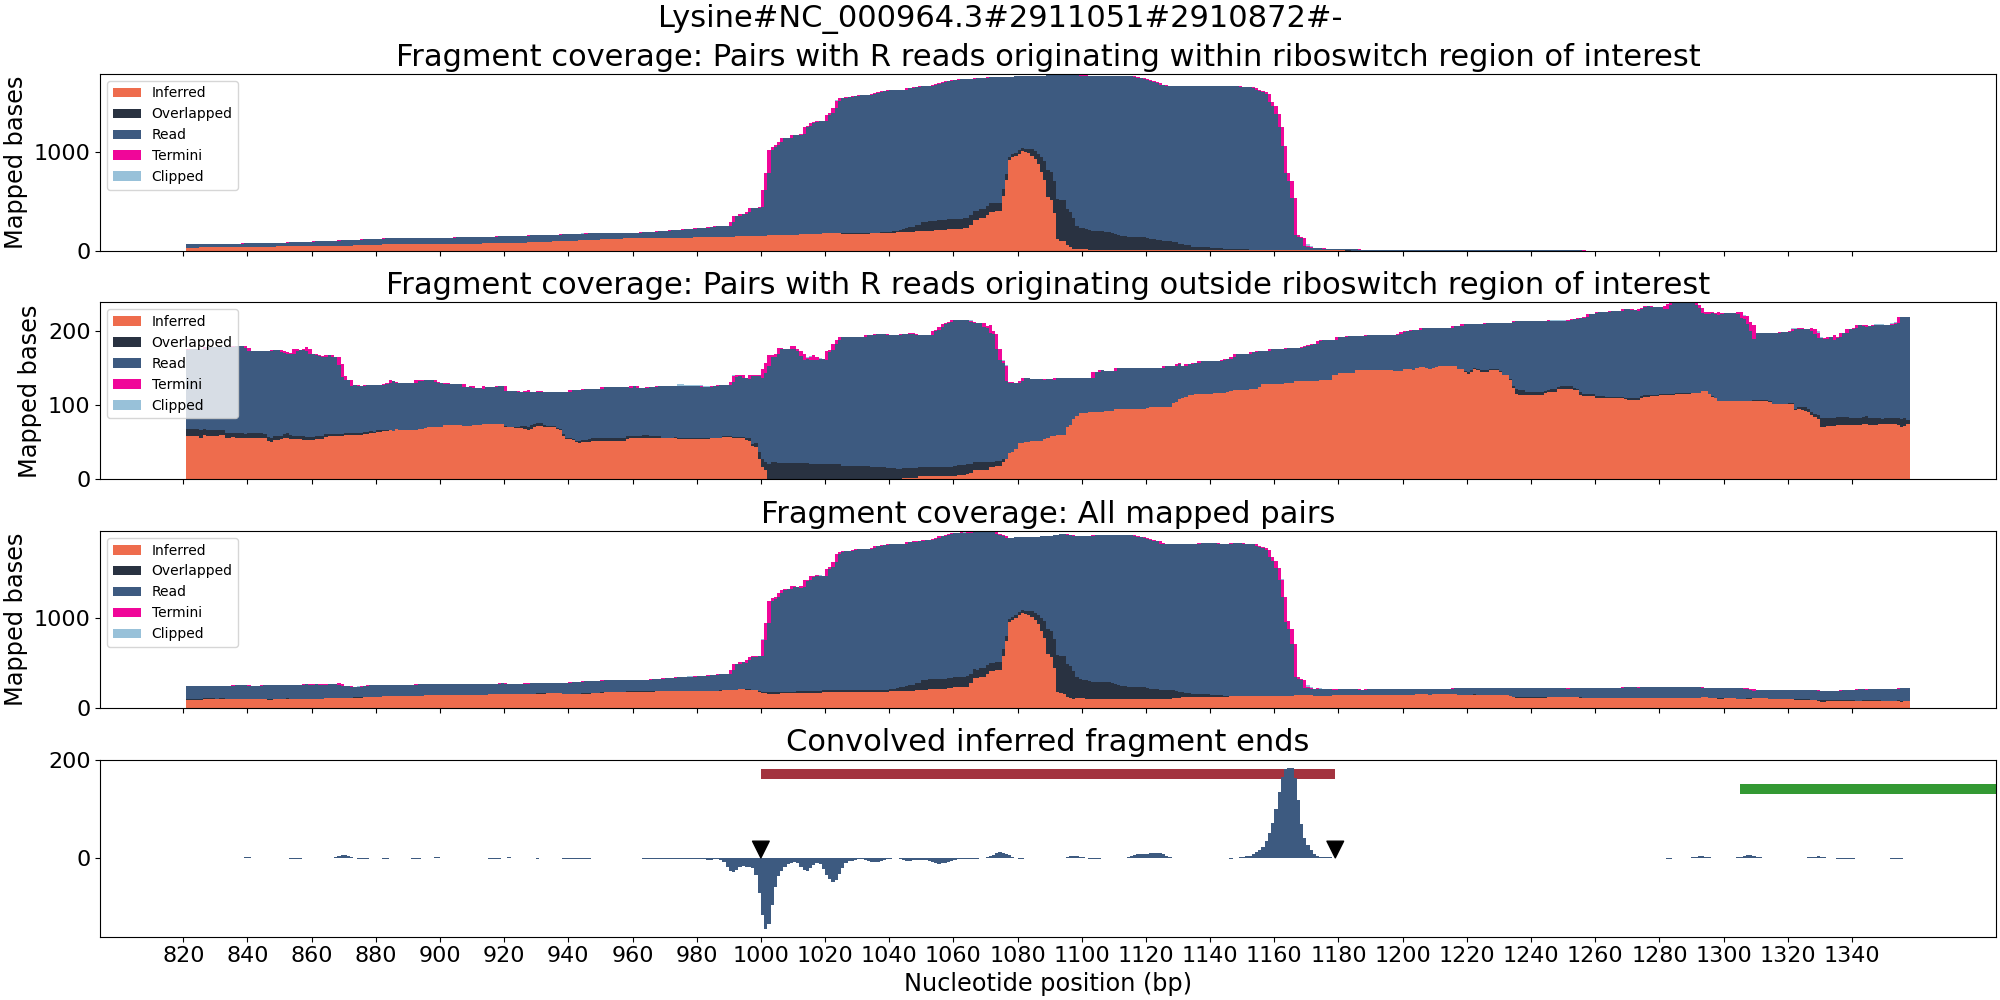 Lysine#NC_000964.3#2911051#2910872#-
Fragment coverage: Pairs with R reads originating within riboswitch region of interest
Mapped bases
1000
0
Inferred
Overlapped
Read
Termini
Clipped
Fragment coverage: Pairs with R reads originating outside riboswitch region of interest
Mapped bases
200
100
0
Inferred
Overlapped
Read
Termini
Clipped
Fragment coverage: All mapped pairs
Mapped bases
1000
0
Inferred
Overlapped
Read
Termini
Clipped
Convolved inferred fragment ends
200
0
820 840 860 880 900 920 940 960 980 1000 1020 1040 1060 1080 1100 1120 1140 1160 1180 1200 1220 1240 1260 1280 1300 1320 1340
Nucleotide position (bp)